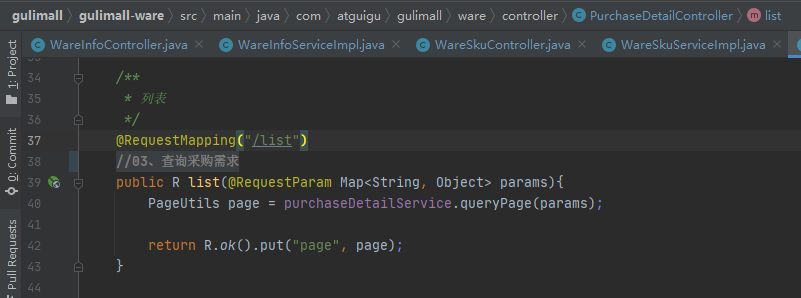 gulimall gulimall-ware src main java com atguigu gulimall ware controller PurchaseDetailController list
WareInfoController.java WareInfoServiceImpl.java WareSkuController.java WareSkuServiceImpl.java
1: Project
0: Commit
Pull Requests
34 /**
35 * 列表
36 */
37 @RequestMapping("/list")
38 //03、查询采购需求
39 public R list(@RequestParam Map<String, Object> params){
40 PageUtils page = purchaseDetailService.queryPage(params);
41
42 return R.ok().put("page", page);
43 }
44